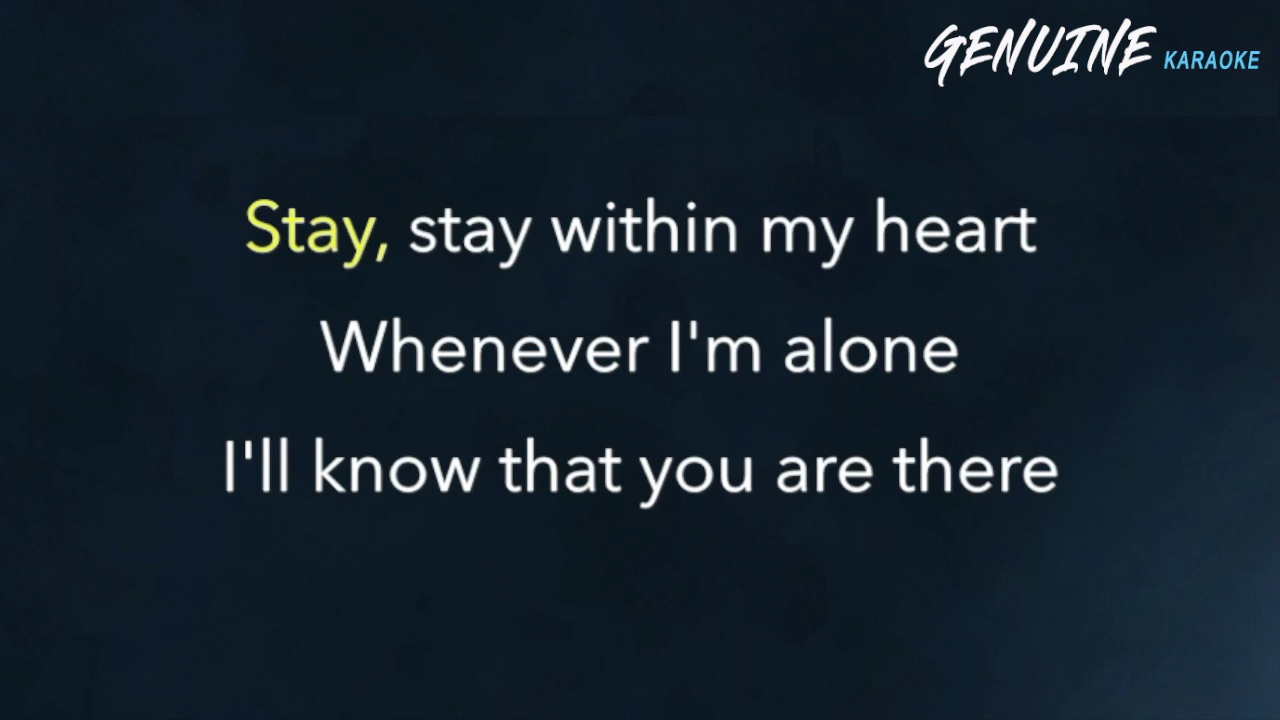 GENUINE KARAOKE
Stay, stay within my heart
Whenever I'm alone
I'll know that you are there